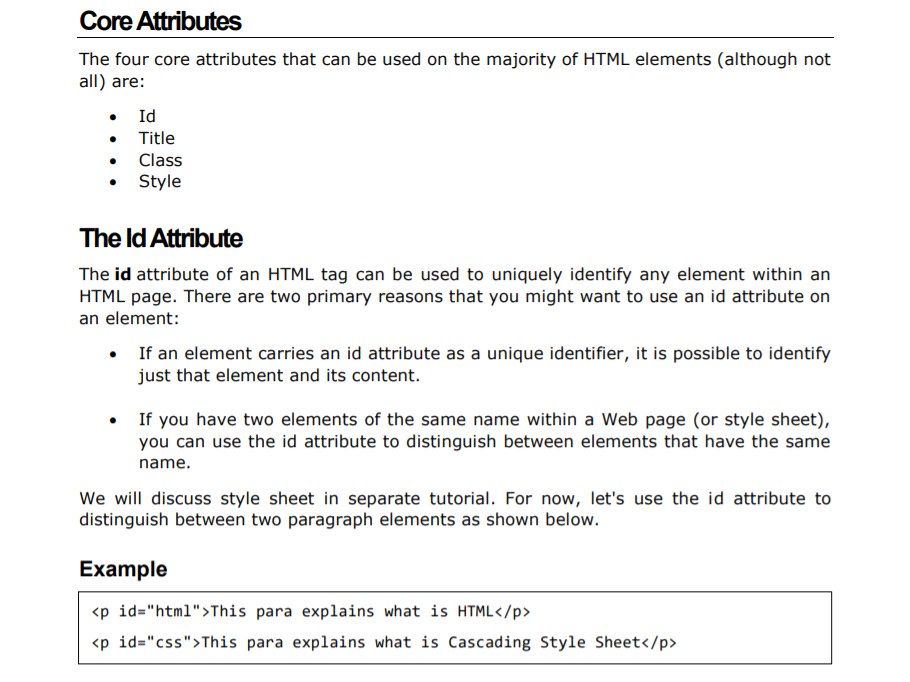 Core Attributes
The four core attributes that can be used on the majority of HTML elements (although not
all) are:
• Id
• Title
• Class
• Style
The Id Attribute
The id attribute of an HTML tag can be used to uniquely identify any element within an
HTML page. There are two primary reasons that you might want to use an id attribute on
an element:
• If an element carries an id attribute as a unique identifier, it is possible to identify
just that element and its content.
• If you have two elements of the same name within a Web page (or style sheet),
you can use the id attribute to distinguish between elements that have the same
name.
We will discuss style sheet in separate tutorial. For now, let's use the id attribute to
distinguish between two paragraph elements as shown below.
Example
<p id="html">This para explains what is HTML</p>
<p id="css">This para explains what is Cascading Style Sheet</p>